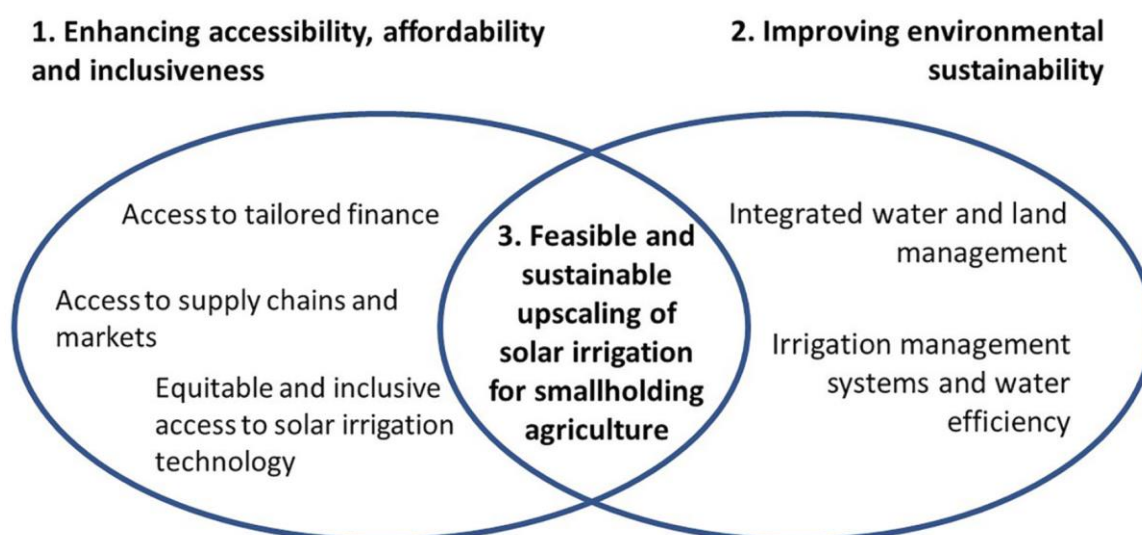 1. Enhancing accessibility, affordability
and inclusiveness
2. Improving environmental
sustainability
Access to tailored finance
Access to supply chains and
markets
Equitable and inclusive
access to solar irrigation
technology
3. Feasible and
sustainable
upscaling of
solar irrigation
for smallholding
agriculture
Integrated water and land
management
Irrigation management
systems and water
efficiency